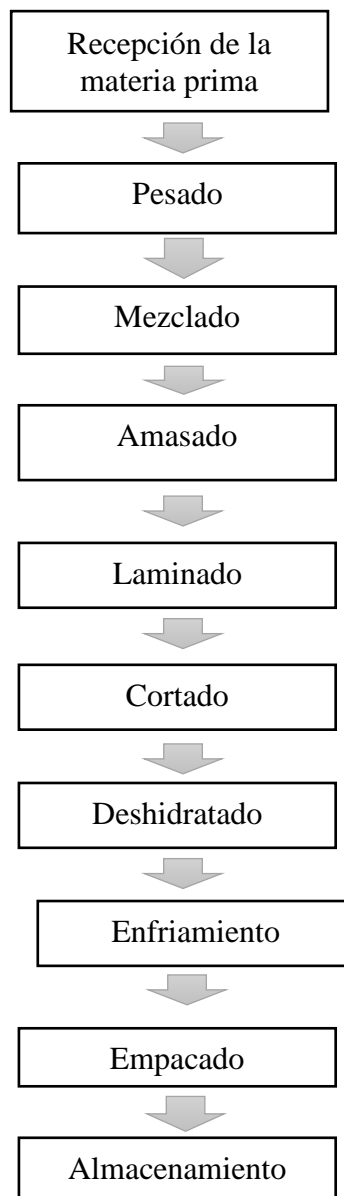 Recepción de la
materia prima
Pesado
Mezclado
Amasado
Laminado
Cortado
Deshidratado
Enfriamiento
Empacado
Almacenamiento